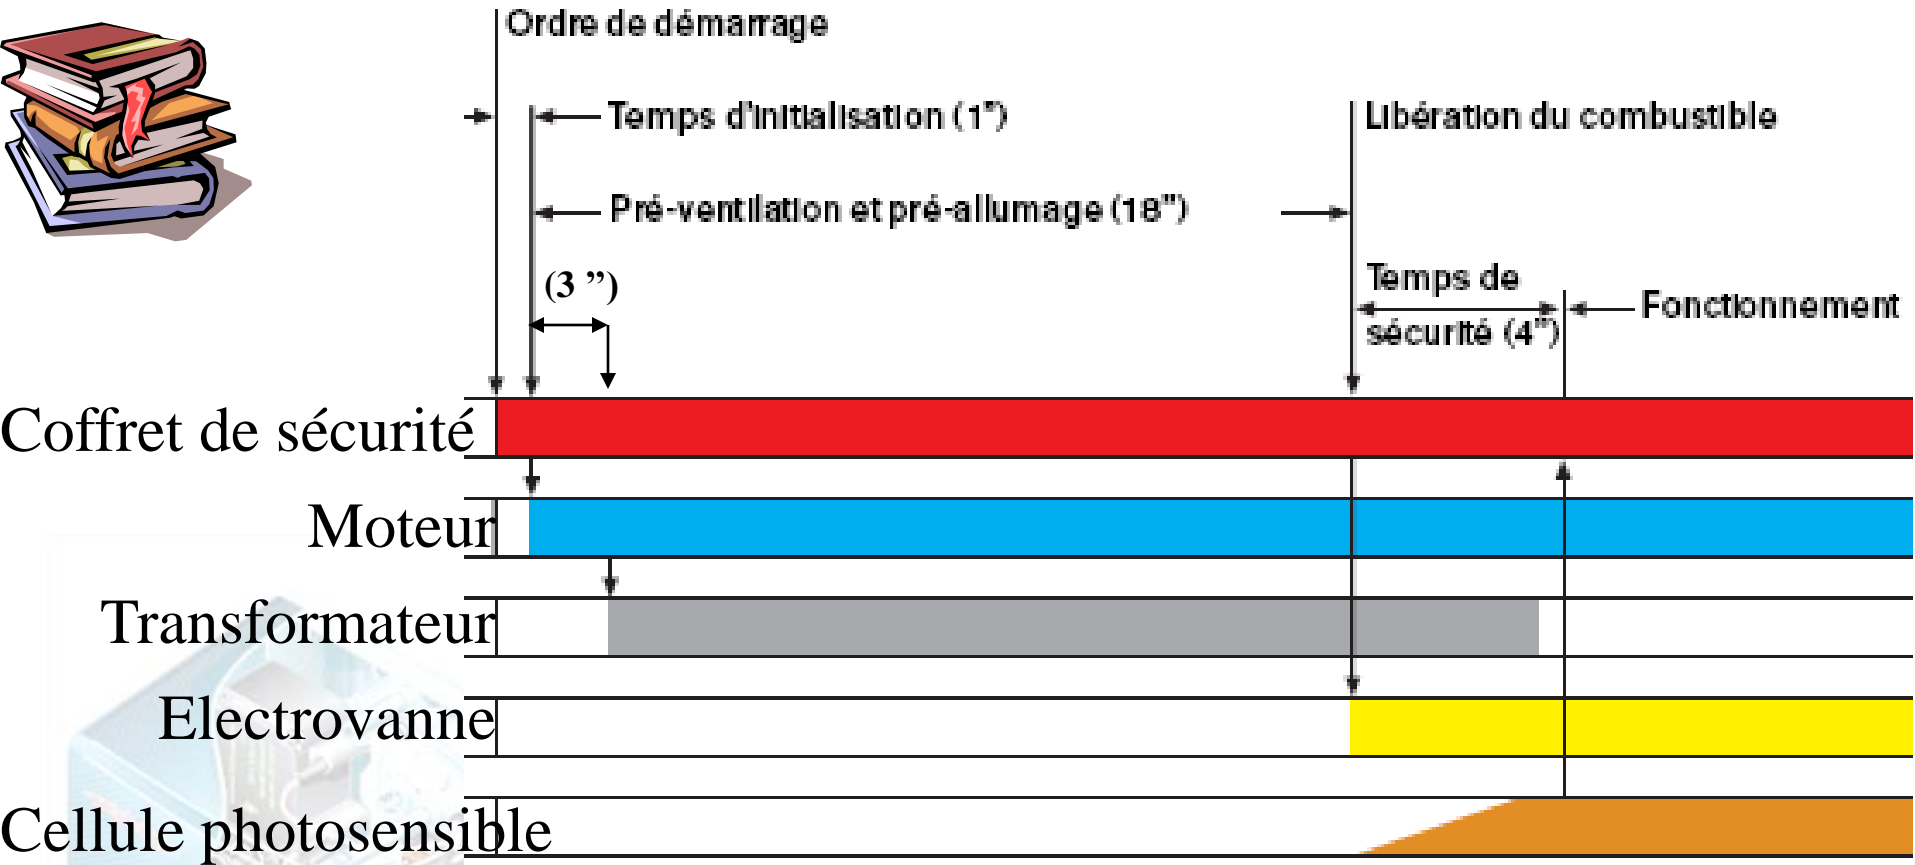 Ordre de démarrage
Temps d'initialisation (1")
Libération du combustible
Pré-ventilation et pré-allumage (18")
(3 ”)
Temps de
sécurité (4")
Fonctionnement
Coffret de sécurité
Moteur
Transformateur
Electrovanne
Cellule photosensible